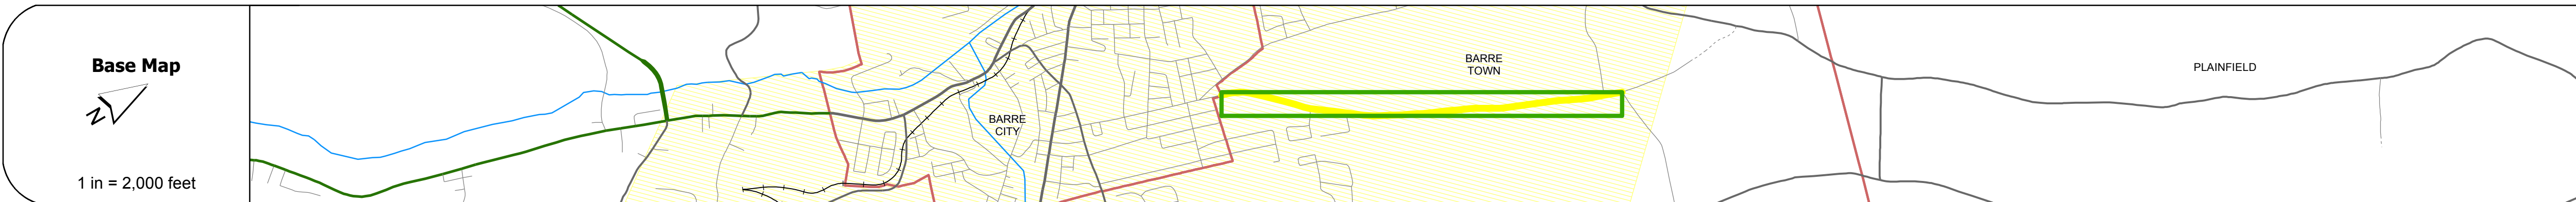 Base Map
N
1 in = 2,000 feet
BARRE
CITY
BARRE
TOWN
PLAINFIELD